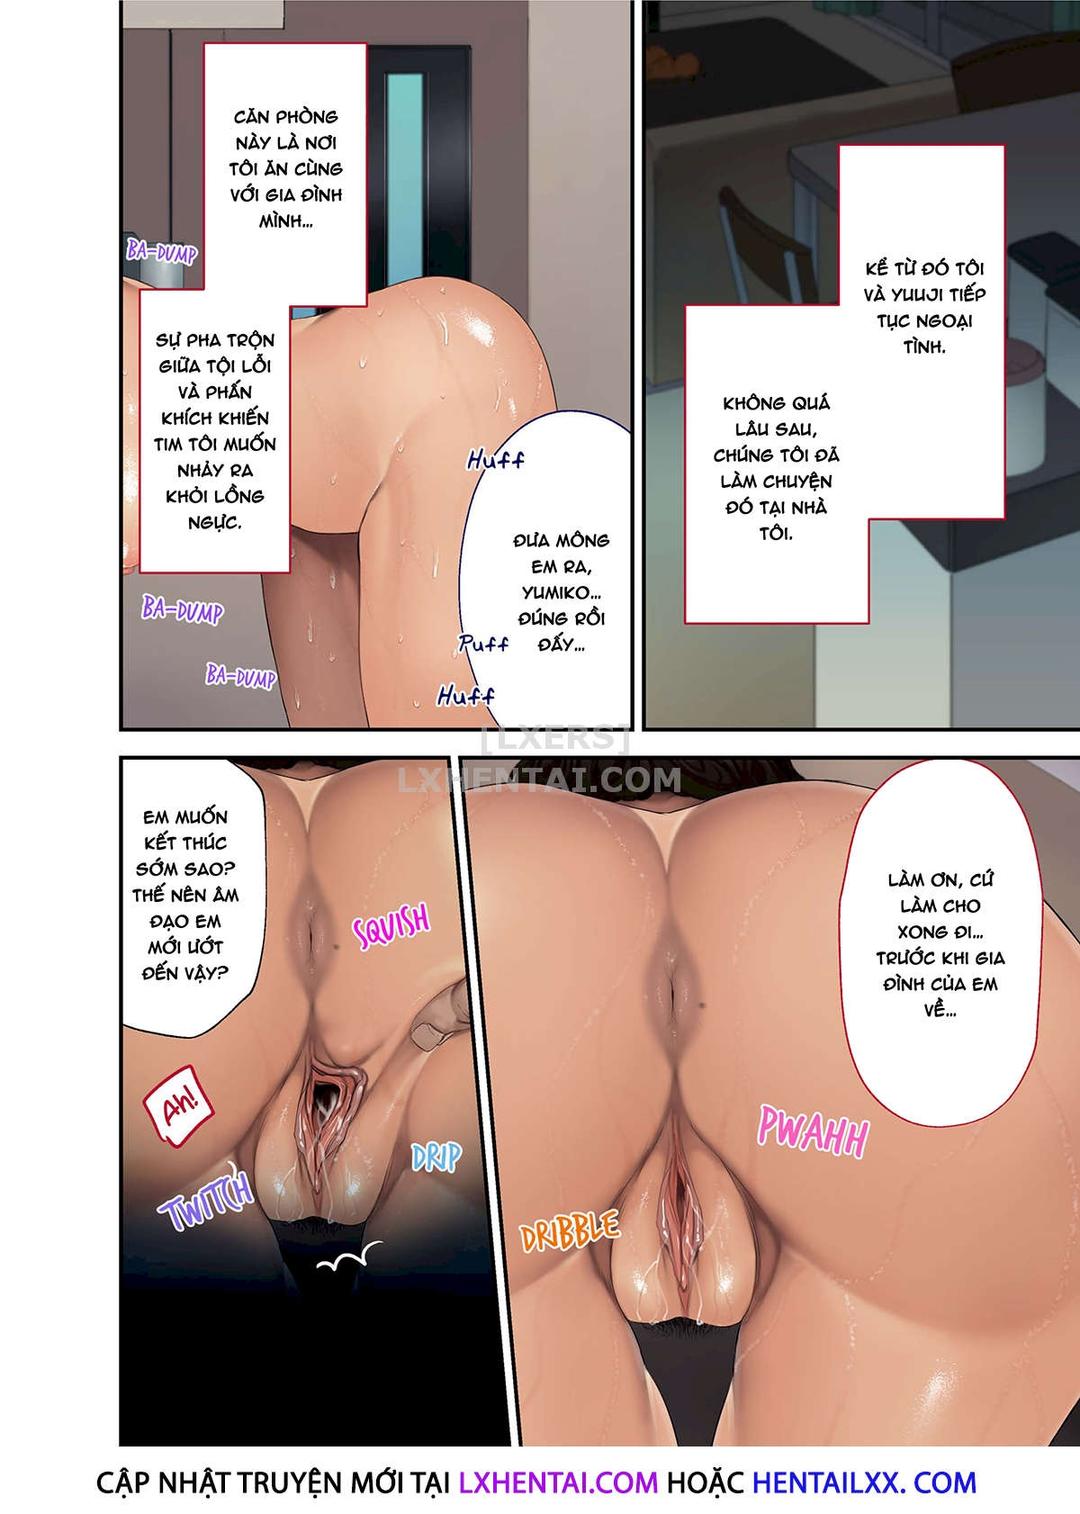 KỂ TỪ ĐÓ TÔI
VÀ YUUJI TIẾP
TỤC NGOẠI
TÌNH.
KHÔNG QUÁ
LÂU SAU,
CHÚNG TÔI ĐÃ
LÀM CHUYỆN
ĐÓ TẠI NHÀ
TÔI.
CĂN PHÒNG
NÀY LÀ NƠI
TÔI ĂN CÙNG
VỚI GIA ĐÌNH
MÌNH...
BA-DUMP
SỰ PHA TRỘN
GIỮA TỘI LỖI
VÀ PHẤN
KHÍCH KHIẾN
TIM TÔI MUỐN
NHẢY RA
KHỎI LỒNG
NGỰC.
BA-DUMP
BA-DUMP
Huff
ĐƯA MÔNG
EM RA,
YUMIKO...
ĐÚNG RỒI
ĐẤY...
Puff
Huff
[LXERS]
LXHENTAI.COM
LÀM ƠN, CỨ
LÀM CHO
XONG ĐI...
TRƯỚC KHI GIA
ĐÌNH CỦA EM
VỀ...
PWAHH
DRIBBLE
EM MUỐN
KẾT THÚC
SỚM SAO?
THẾ NÊN ÂM
ĐẠO EM
MỚI ƯỚT
ĐẾN VẬY?
SQUISH
Ah!
DRIP
TWITCH
CẬP NHẬT TRUYỆN MỚI TẠI LXHENTAI.COM HOẶC HENTAILXX. COM